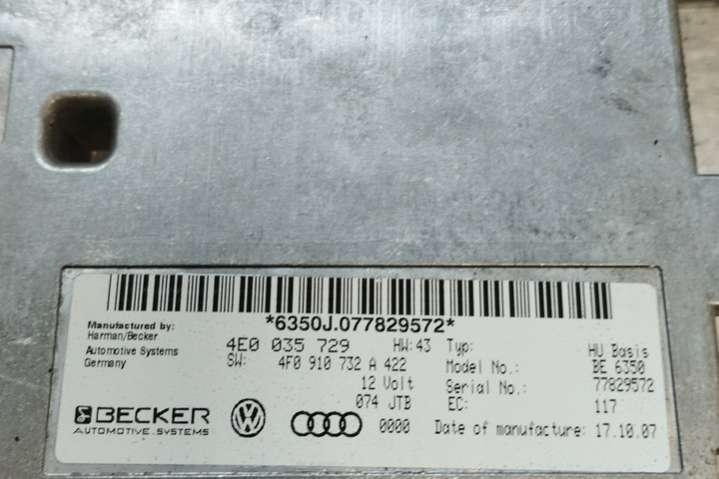 *6350J.077829572*
Manufactured by:
Harman/Becker
Automotive Systems
Germany
4E0 035 729 HW:43
SW: 4F0 910 732 A 422
12 Volt
074 JTB
0000
Typ: HU Basis
Model No.: BE 6350
Serial No.: 77829572
EC: 117
Date of manufacture: 17.10.07
BECKER
AUTOMOTIVE SYSTEMS